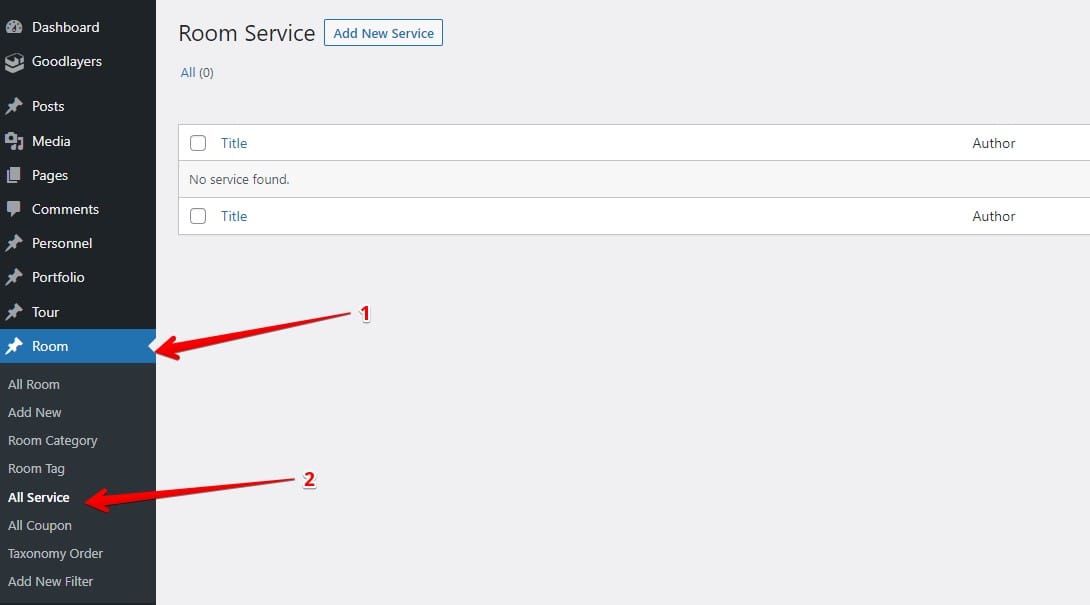 Dashboard
Goodlayers
Posts
Media
Pages
Comments
Personnel
Portfolio
Tour
Room
All Room
Add New
Room Category
Room Tag
All Service
All Coupon
Taxonomy Order
Add New Filter
Room Service Add New Service
All (0)
Title Author
No service found.
Title Author
1
2